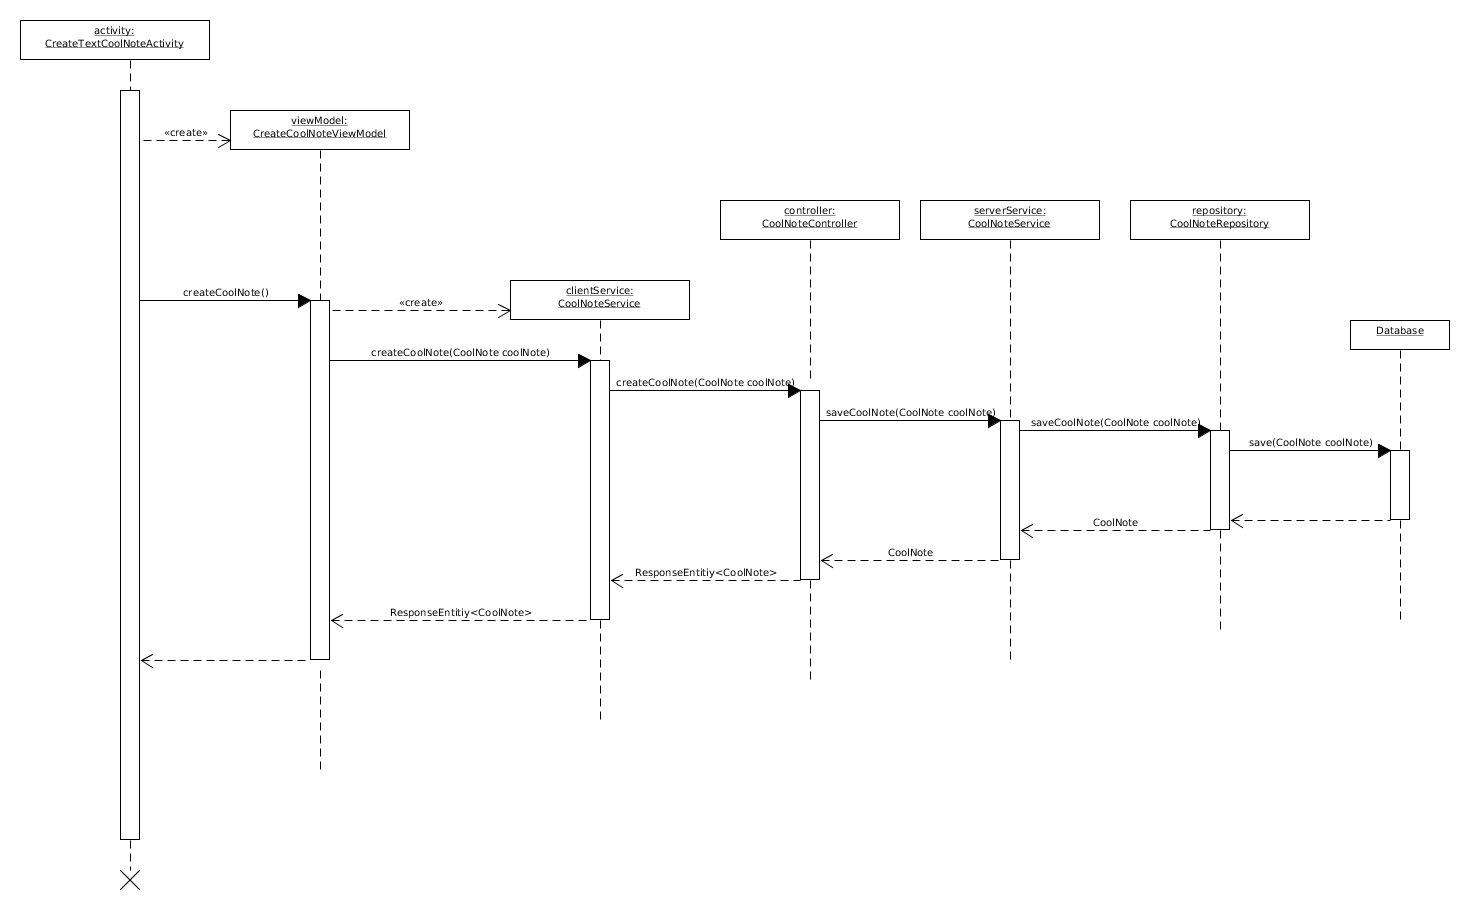 activity:
CreateTextCoolNoteActivity
«create»
viewModel:
CreateCoolNoteViewModel
controller:
CoolNoteController
serverService:
CoolNoteService
repository:
CoolNoteRepository
createCoolNote()
«create»
clientService:
CoolNoteService
Database
createCoolNote(CoolNote coolNote)
createCoolNote(CoolNote coolNote)
saveCoolNote(CoolNote coolNote)
saveCoolNote(CoolNote coolNote)
save(CoolNote coolNote)
CoolNote
CoolNote
ResponseEntitiy<CoolNote>
ResponseEntitiy<CoolNote>